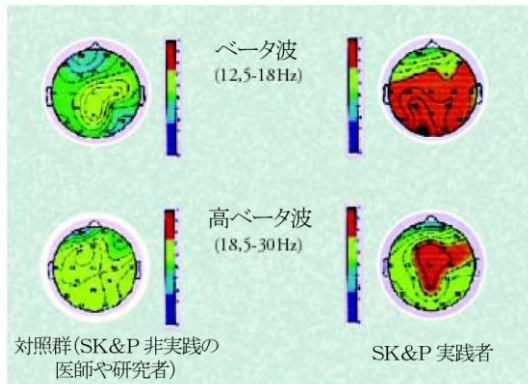 ベータ波
(12,5-18Hz)
高ベータ波
(18,5-30Hz)
対照群(SK&P 非実践の
医師や研究者)
SK&P 実践者